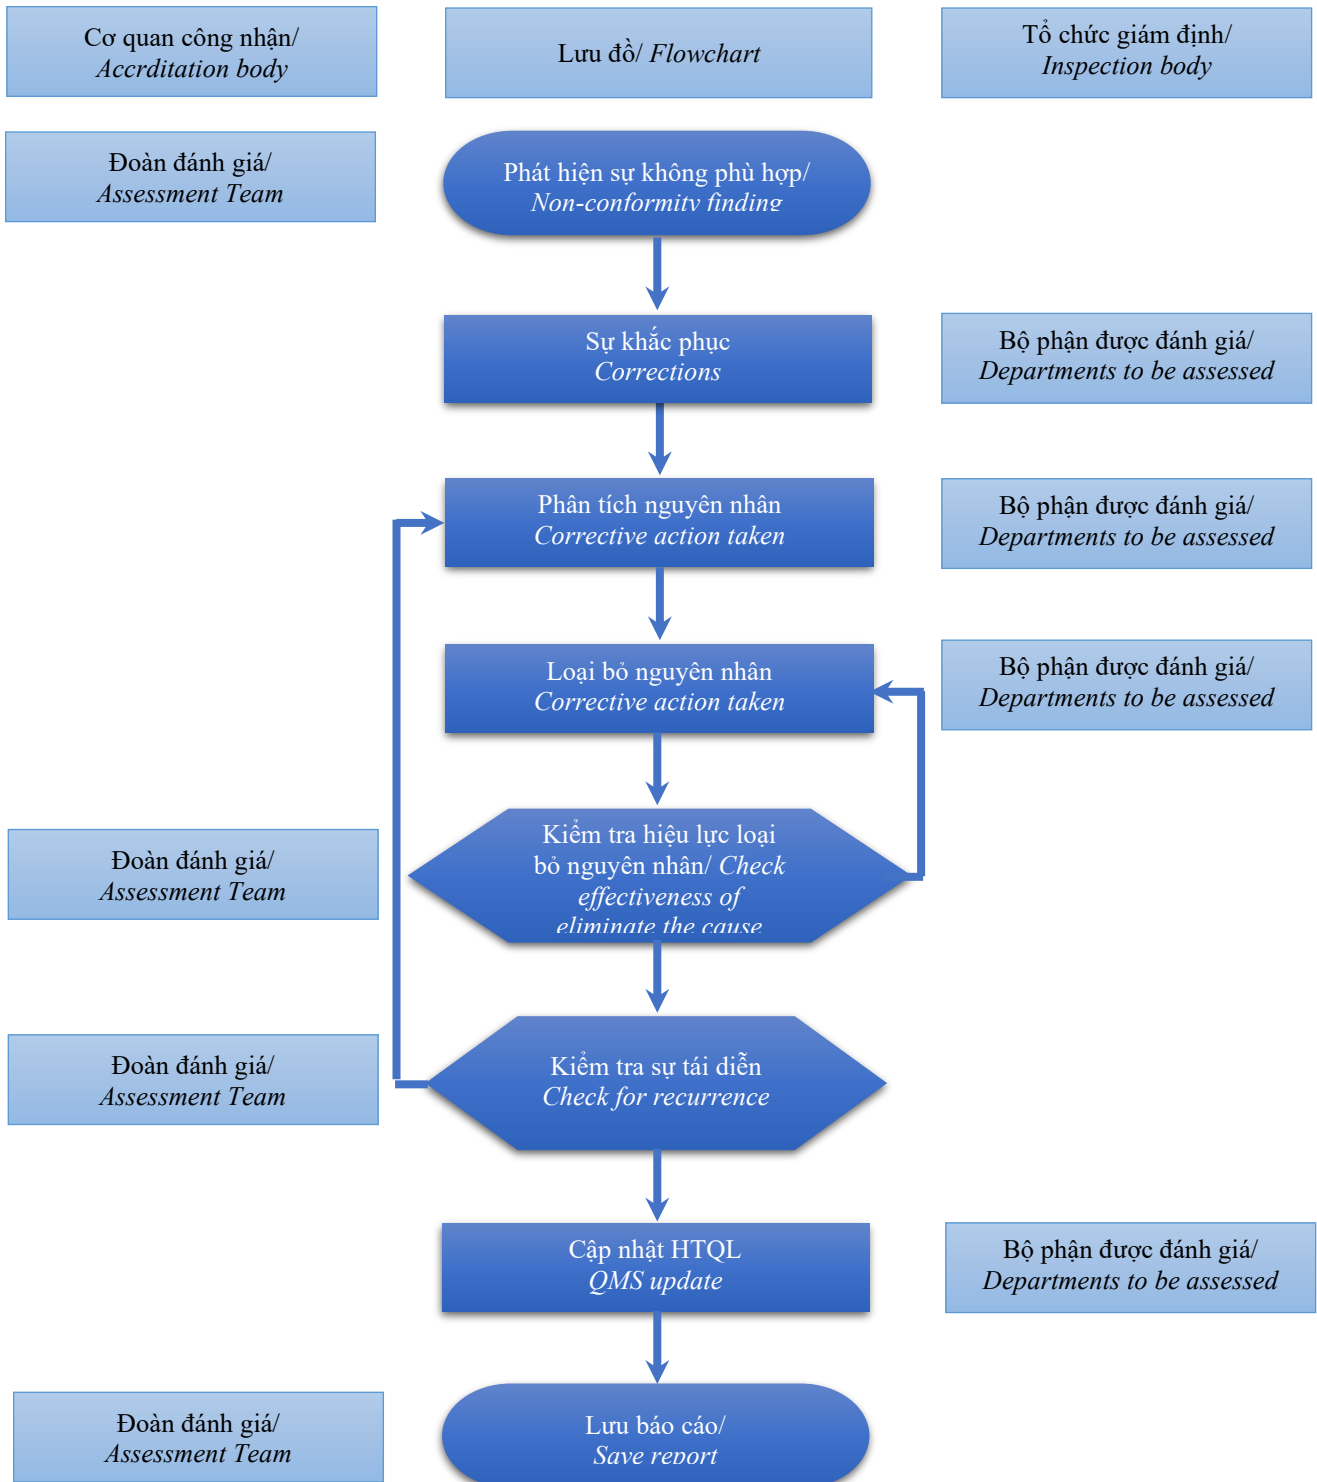 Cơ quan công nhận/
Accrditation body
Lưu đồ/ Flowchart
Tổ chức giám định/
Inspection body
Đoàn đánh giá/
Assessment Team
Phát hiện sự không phù hợp/
Non-conformity finding
Sự khắc phục
Corrections
Bộ phận được đánh giá/
Departments to be assessed
Phân tích nguyên nhân
Corrective action taken
Bộ phận được đánh giá/
Departments to be assessed
Loại bỏ nguyên nhân
Corrective action taken
Bộ phận được đánh giá/
Departments to be assessed
Đoàn đánh giá/
Assessment Team
Kiểm tra hiệu lực loại
bỏ nguyên nhân/ Check
effectiveness of
eliminate the cause
Đoàn đánh giá/
Assessment Team
Kiểm tra sự tái diễn
Check for recurrence
Cập nhật HTQL
QMS update
Bộ phận được đánh giá/
Departments to be assessed
Đoàn đánh giá/
Assessment Team
Lưu báo cáo/
Save report